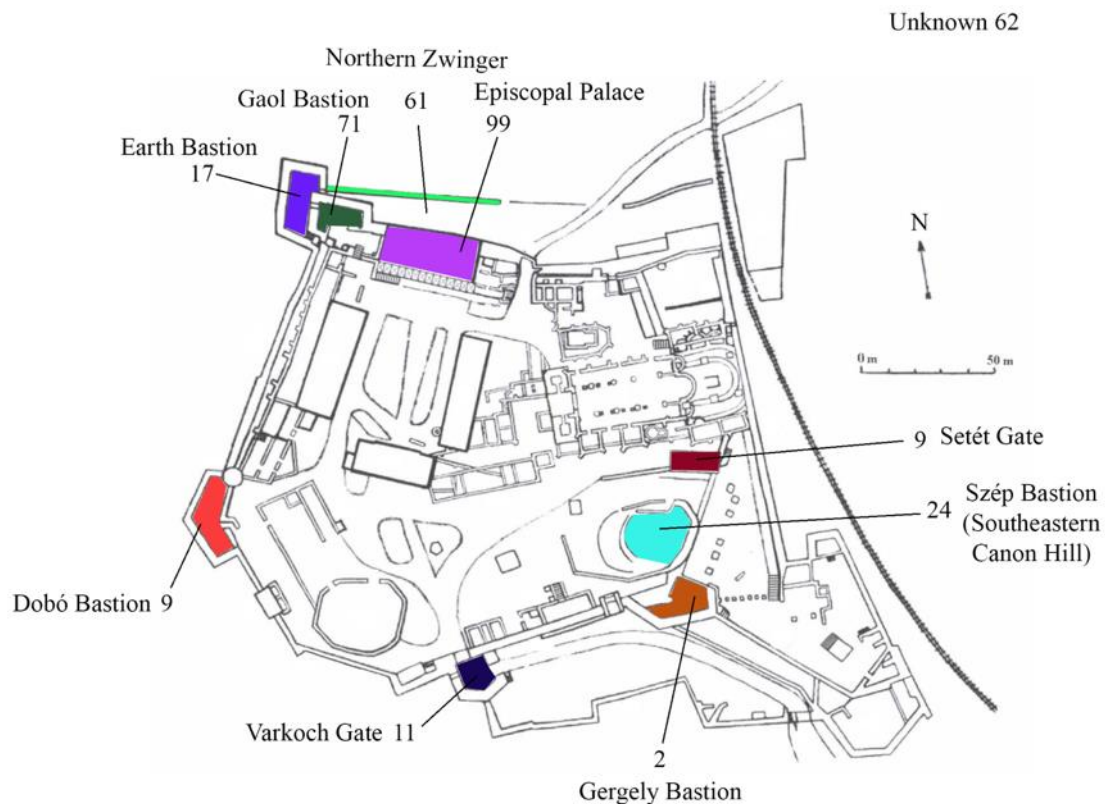 Unknown 62
Northern Zwinger
61
Gaol Bastion
71
Episcopal Palace
99
Earth Bastion
17
N
0 m 50 m
9 Setét Gate
24 Szép Bastion
(Southeastern
Canon Hill)
Dobó Bastion 9
Varkoch Gate 11
2
Gergely Bastion